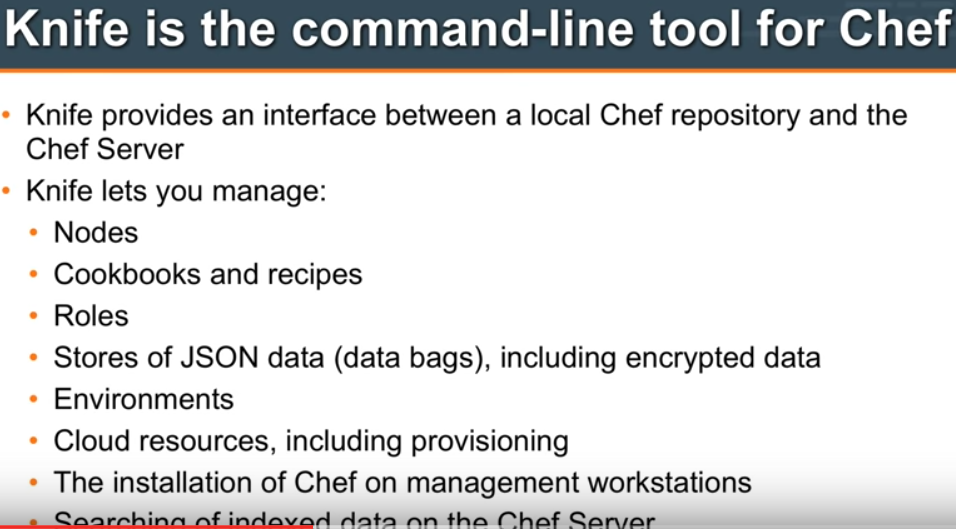 Knife is the command-line tool for Chef
• Knife provides an interface between a local Chef repository and the
Chef Server
• Knife lets you manage:
• Nodes
• Cookbooks and recipes
• Roles
• Stores of JSON data (data bags), including encrypted data
• Environments
• Cloud resources, including provisioning
• The installation of Chef on management workstations
• Searching of indexed data on the Chef Server